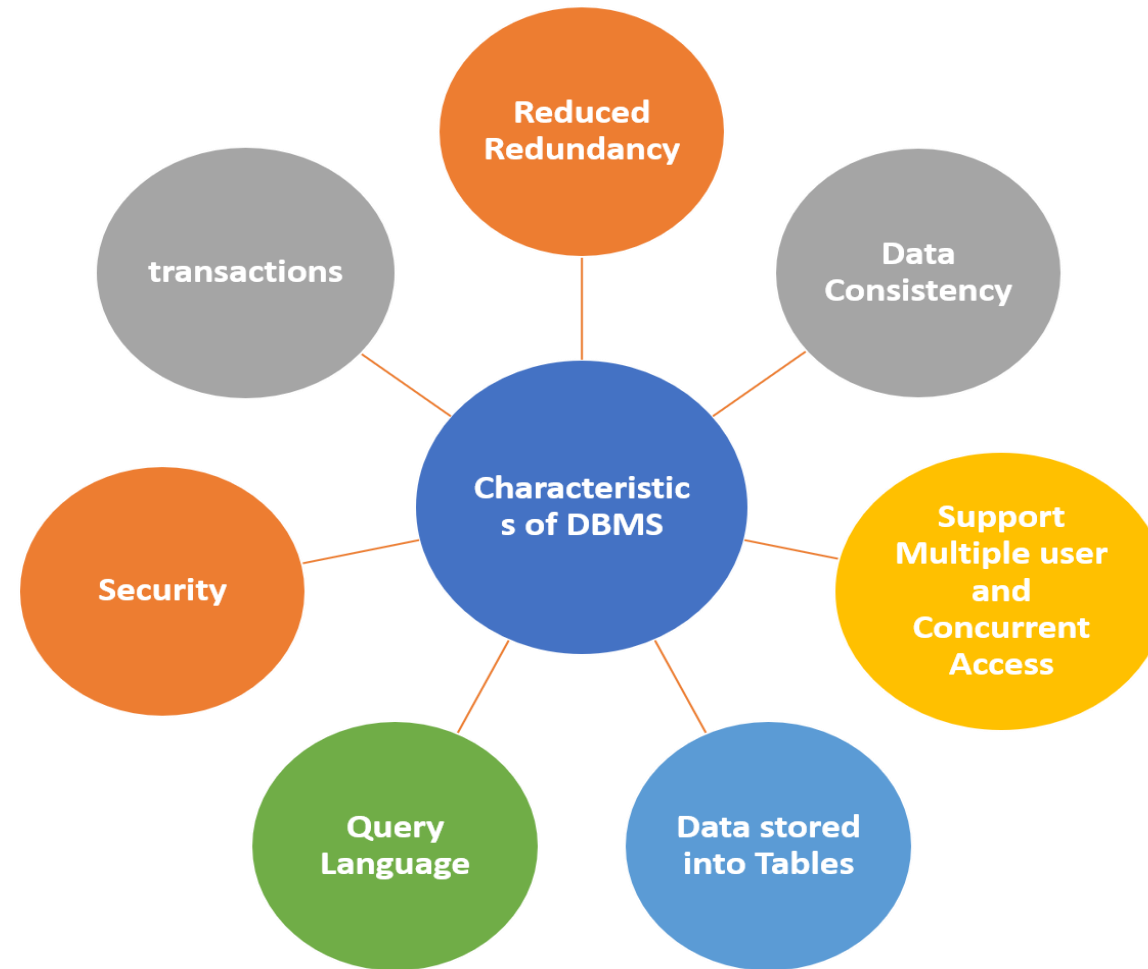 Reduced
Redundancy
transactions
Data
Consistency
Characteristic
s of DBMS
Support
Multiple user
and
Concurrent
Access
Security
Query
Language
Data stored
into Tables